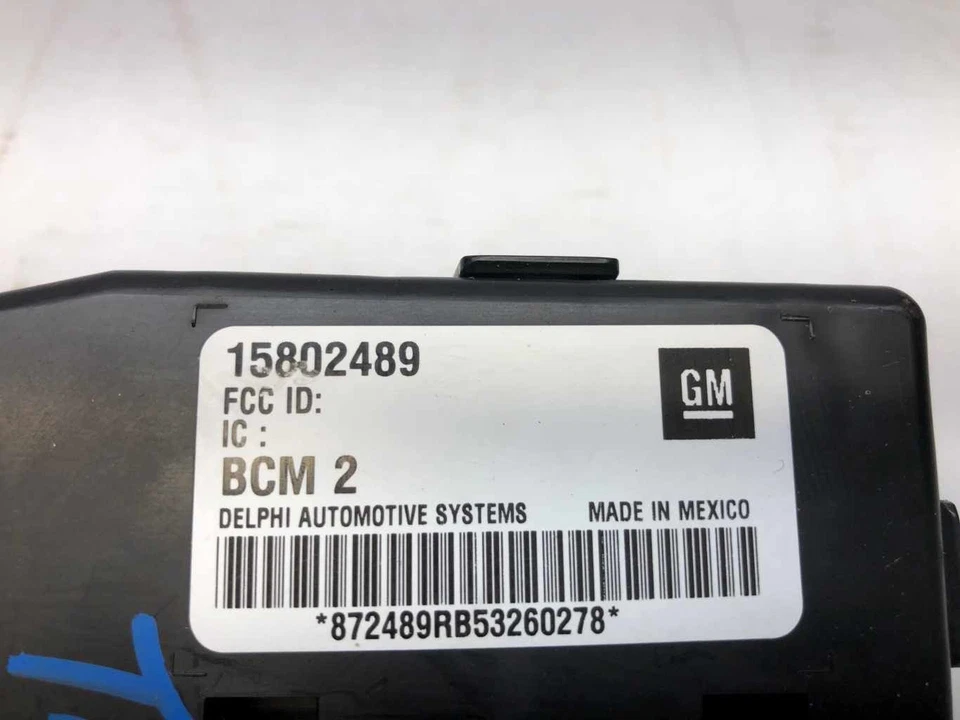 15802489
GM
FCC ID:
IC :
BCM 2
DELPHI AUTOMOTIVE SYSTEMS MADE IN MEXICO
*872489RB53260278*